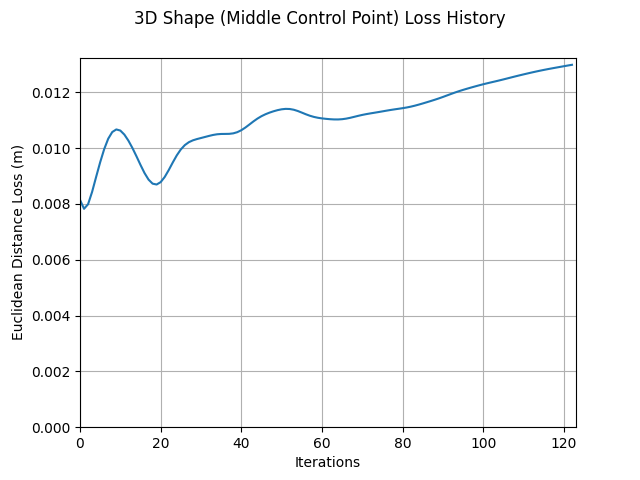 3D Shape (Middle Control Point) Loss History
Euclidean Distance Loss (m)
0.012
0.010
0.008
0.006
0.004
0.002
0.000
0 20 40 60 80 100 120
Iterations